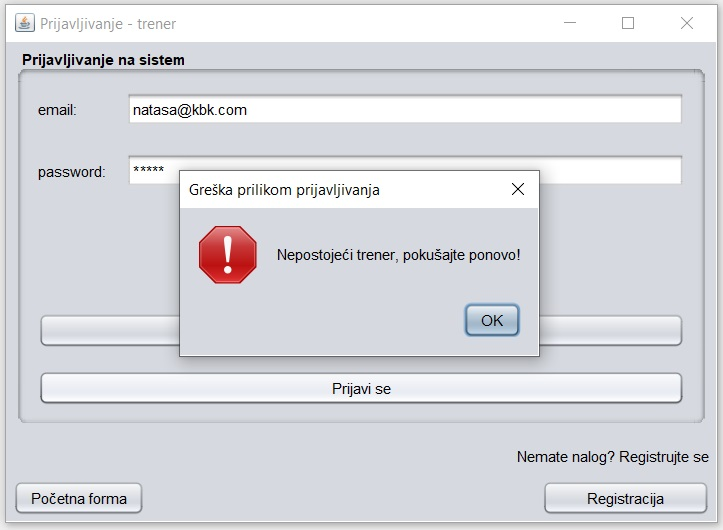 Prijavljivanje - trener
Prijavljivanje na sistem
email:
natasa@kbk.com
password:
*****
Greška prilikom prijavljivanja
Nepostojeći trener, pokušajte ponovo!
OK
Prijavi se
Nemate nalog? Registrujte se
Početna forma
Registracija